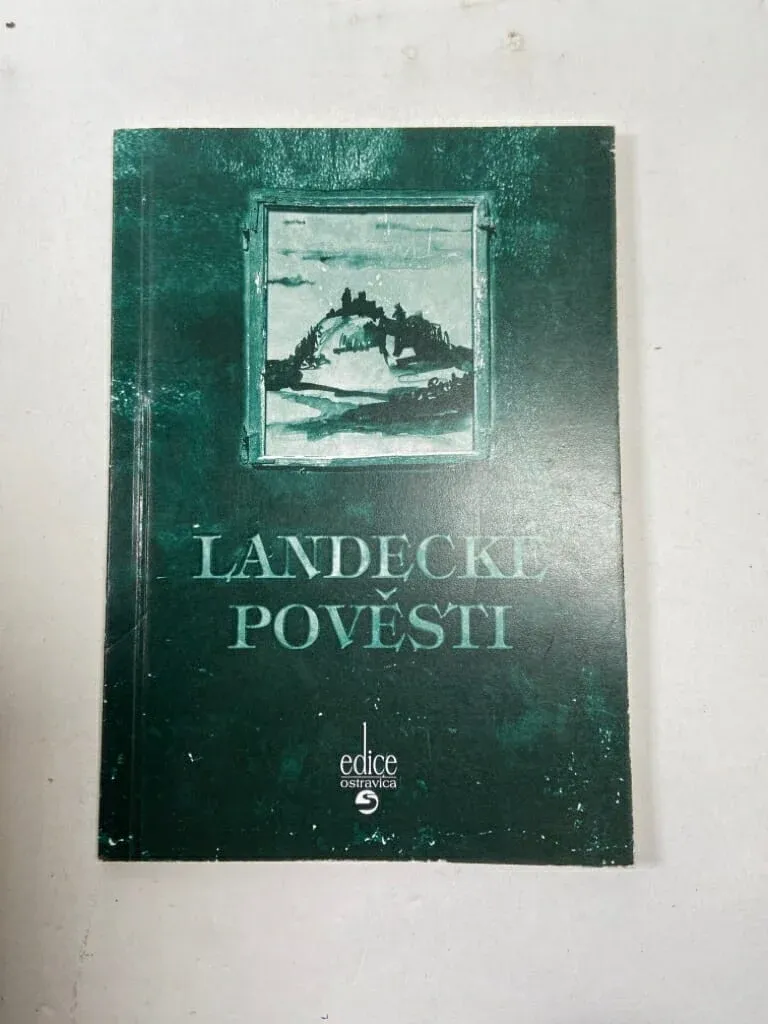 LANDECKÉ
POVĚSTI
edice
ostravica